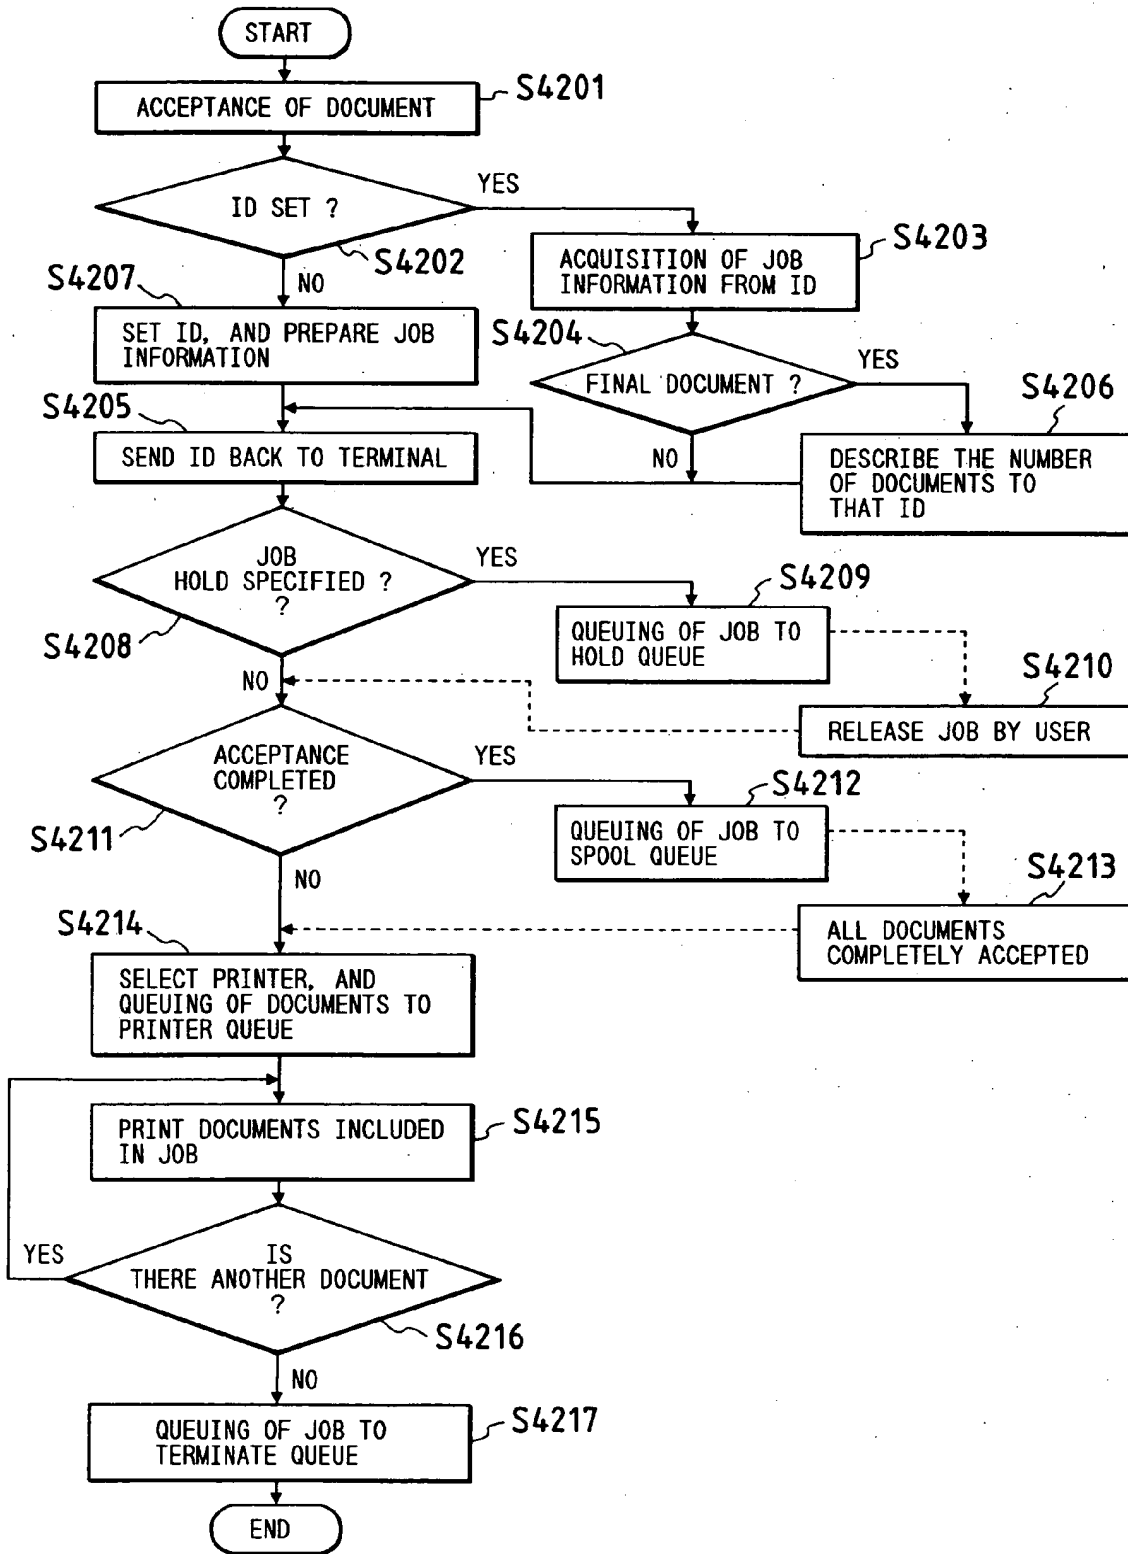 START
ACCEPTANCE OF DOCUMENT
S4201
ID SET ?
YES
S4202
NO
ACQUISITION OF JOB
INFORMATION FROM ID
S4203
S4207
SET ID, AND PREPARE JOB
INFORMATION
S4204
FINAL DOCUMENT ?
YES
NO
S4206
DESCRIBE THE NUMBER
OF DOCUMENTS TO
THAT ID
S4205
SEND ID BACK TO TERMINAL
JOB
HOLD SPECIFIED ?
?
YES
S4208
NO
S4209
QUEUING OF JOB TO
HOLD QUEUE
S4210
RELEASE JOB BY USER
ACCEPTANCE
COMPLETED
?
YES
S4211
NO
S4212
QUEUING OF JOB TO
SPOOL QUEUE
S4213
ALL DOCUMENTS
COMPLETELY ACCEPTED
S4214
SELECT PRINTER, AND
QUEUING OF DOCUMENTS TO
PRINTER QUEUE
PRINT DOCUMENTS INCLUDED
IN JOB
S4215
YES
IS
THERE ANOTHER DOCUMENT
?
S4216
NO
QUEUING OF JOB TO
TERMINATE QUEUE
S4217
END